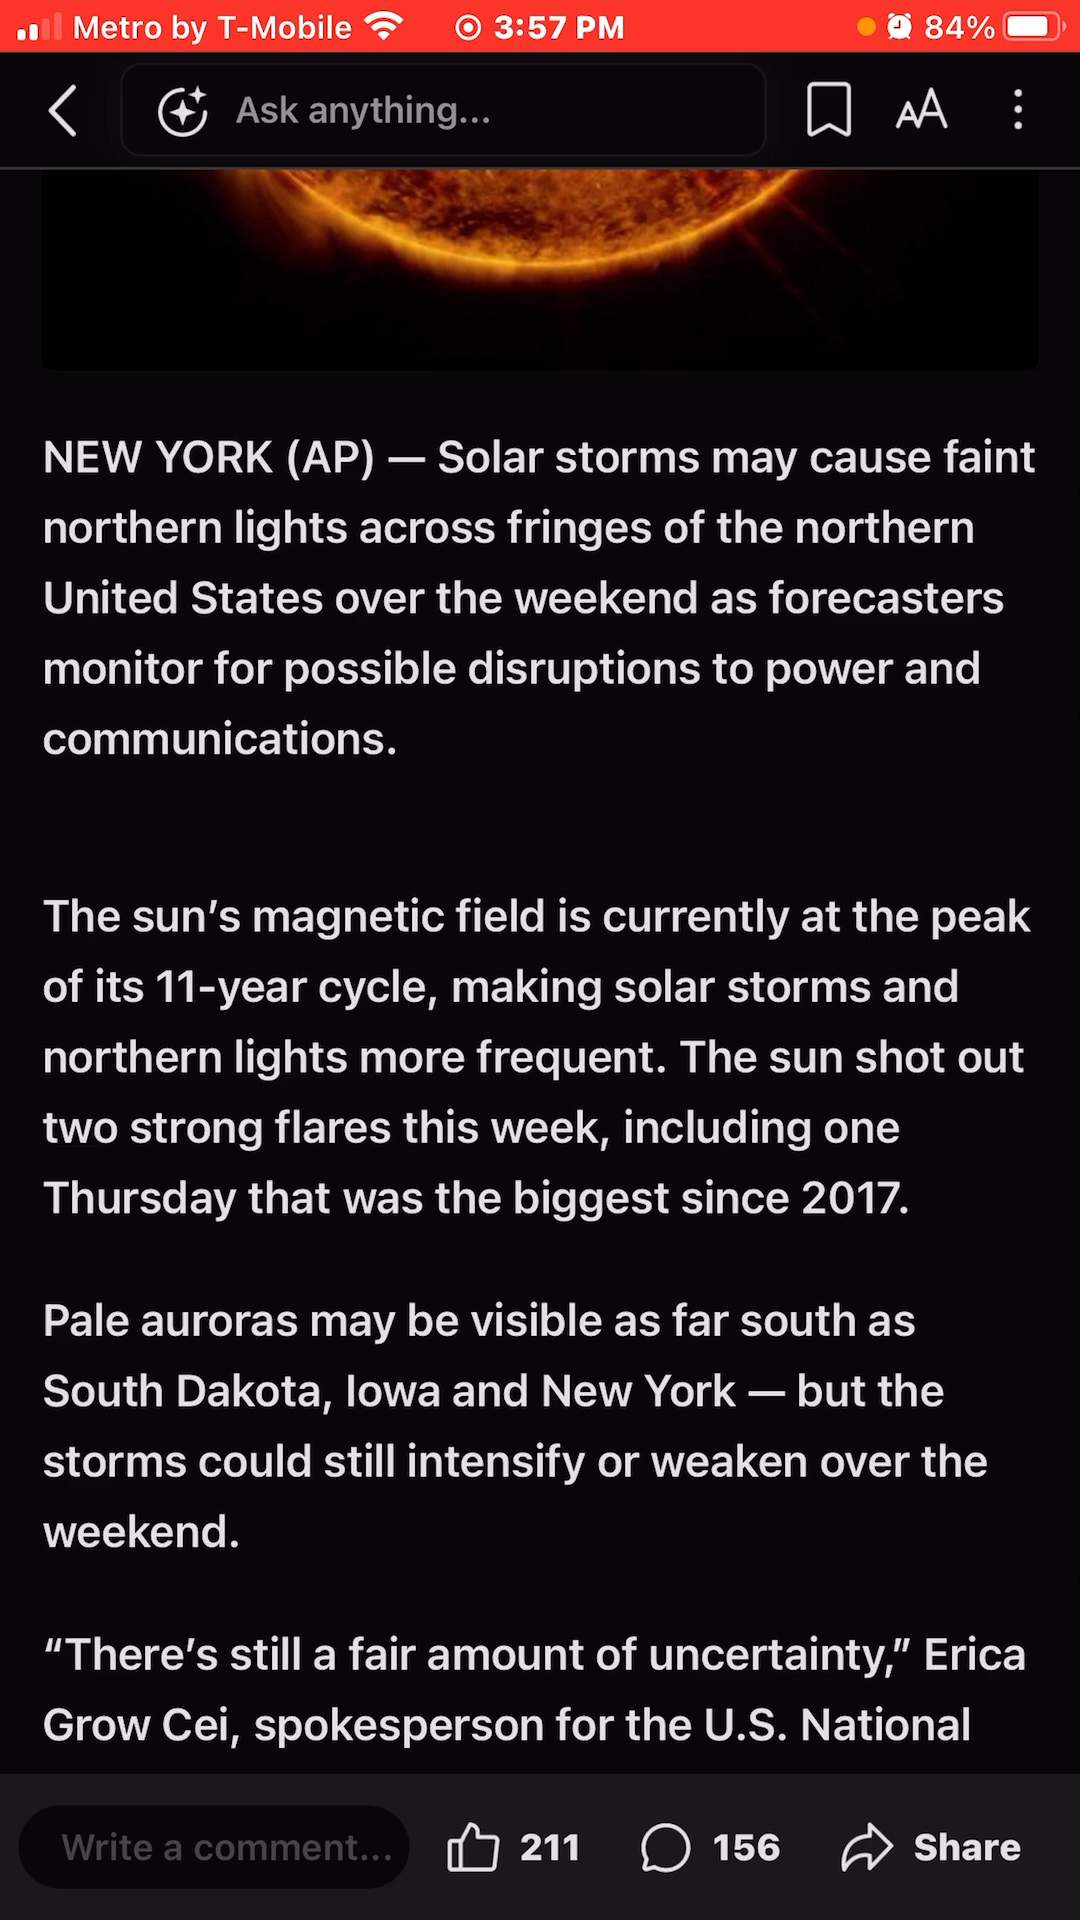 Metro by T-Mobile 3:57 PM 84%
Ask anything... AA
NEW YORK (AP) — Solar storms may cause faint
northern lights across fringes of the northern
United States over the weekend as forecasters
monitor for possible disruptions to power and
communications.
The sun’s magnetic field is currently at the peak
of its 11-year cycle, making solar storms and
northern lights more frequent. The sun shot out
two strong flares this week, including one
Thursday that was the biggest since 2017.
Pale auroras may be visible as far south as
South Dakota, Iowa and New York — but the
storms could still intensify or weaken over the
weekend.
“There’s still a fair amount of uncertainty,” Erica
Grow Cei, spokesperson for the U.S. National
Write a comment... 211 156 Share